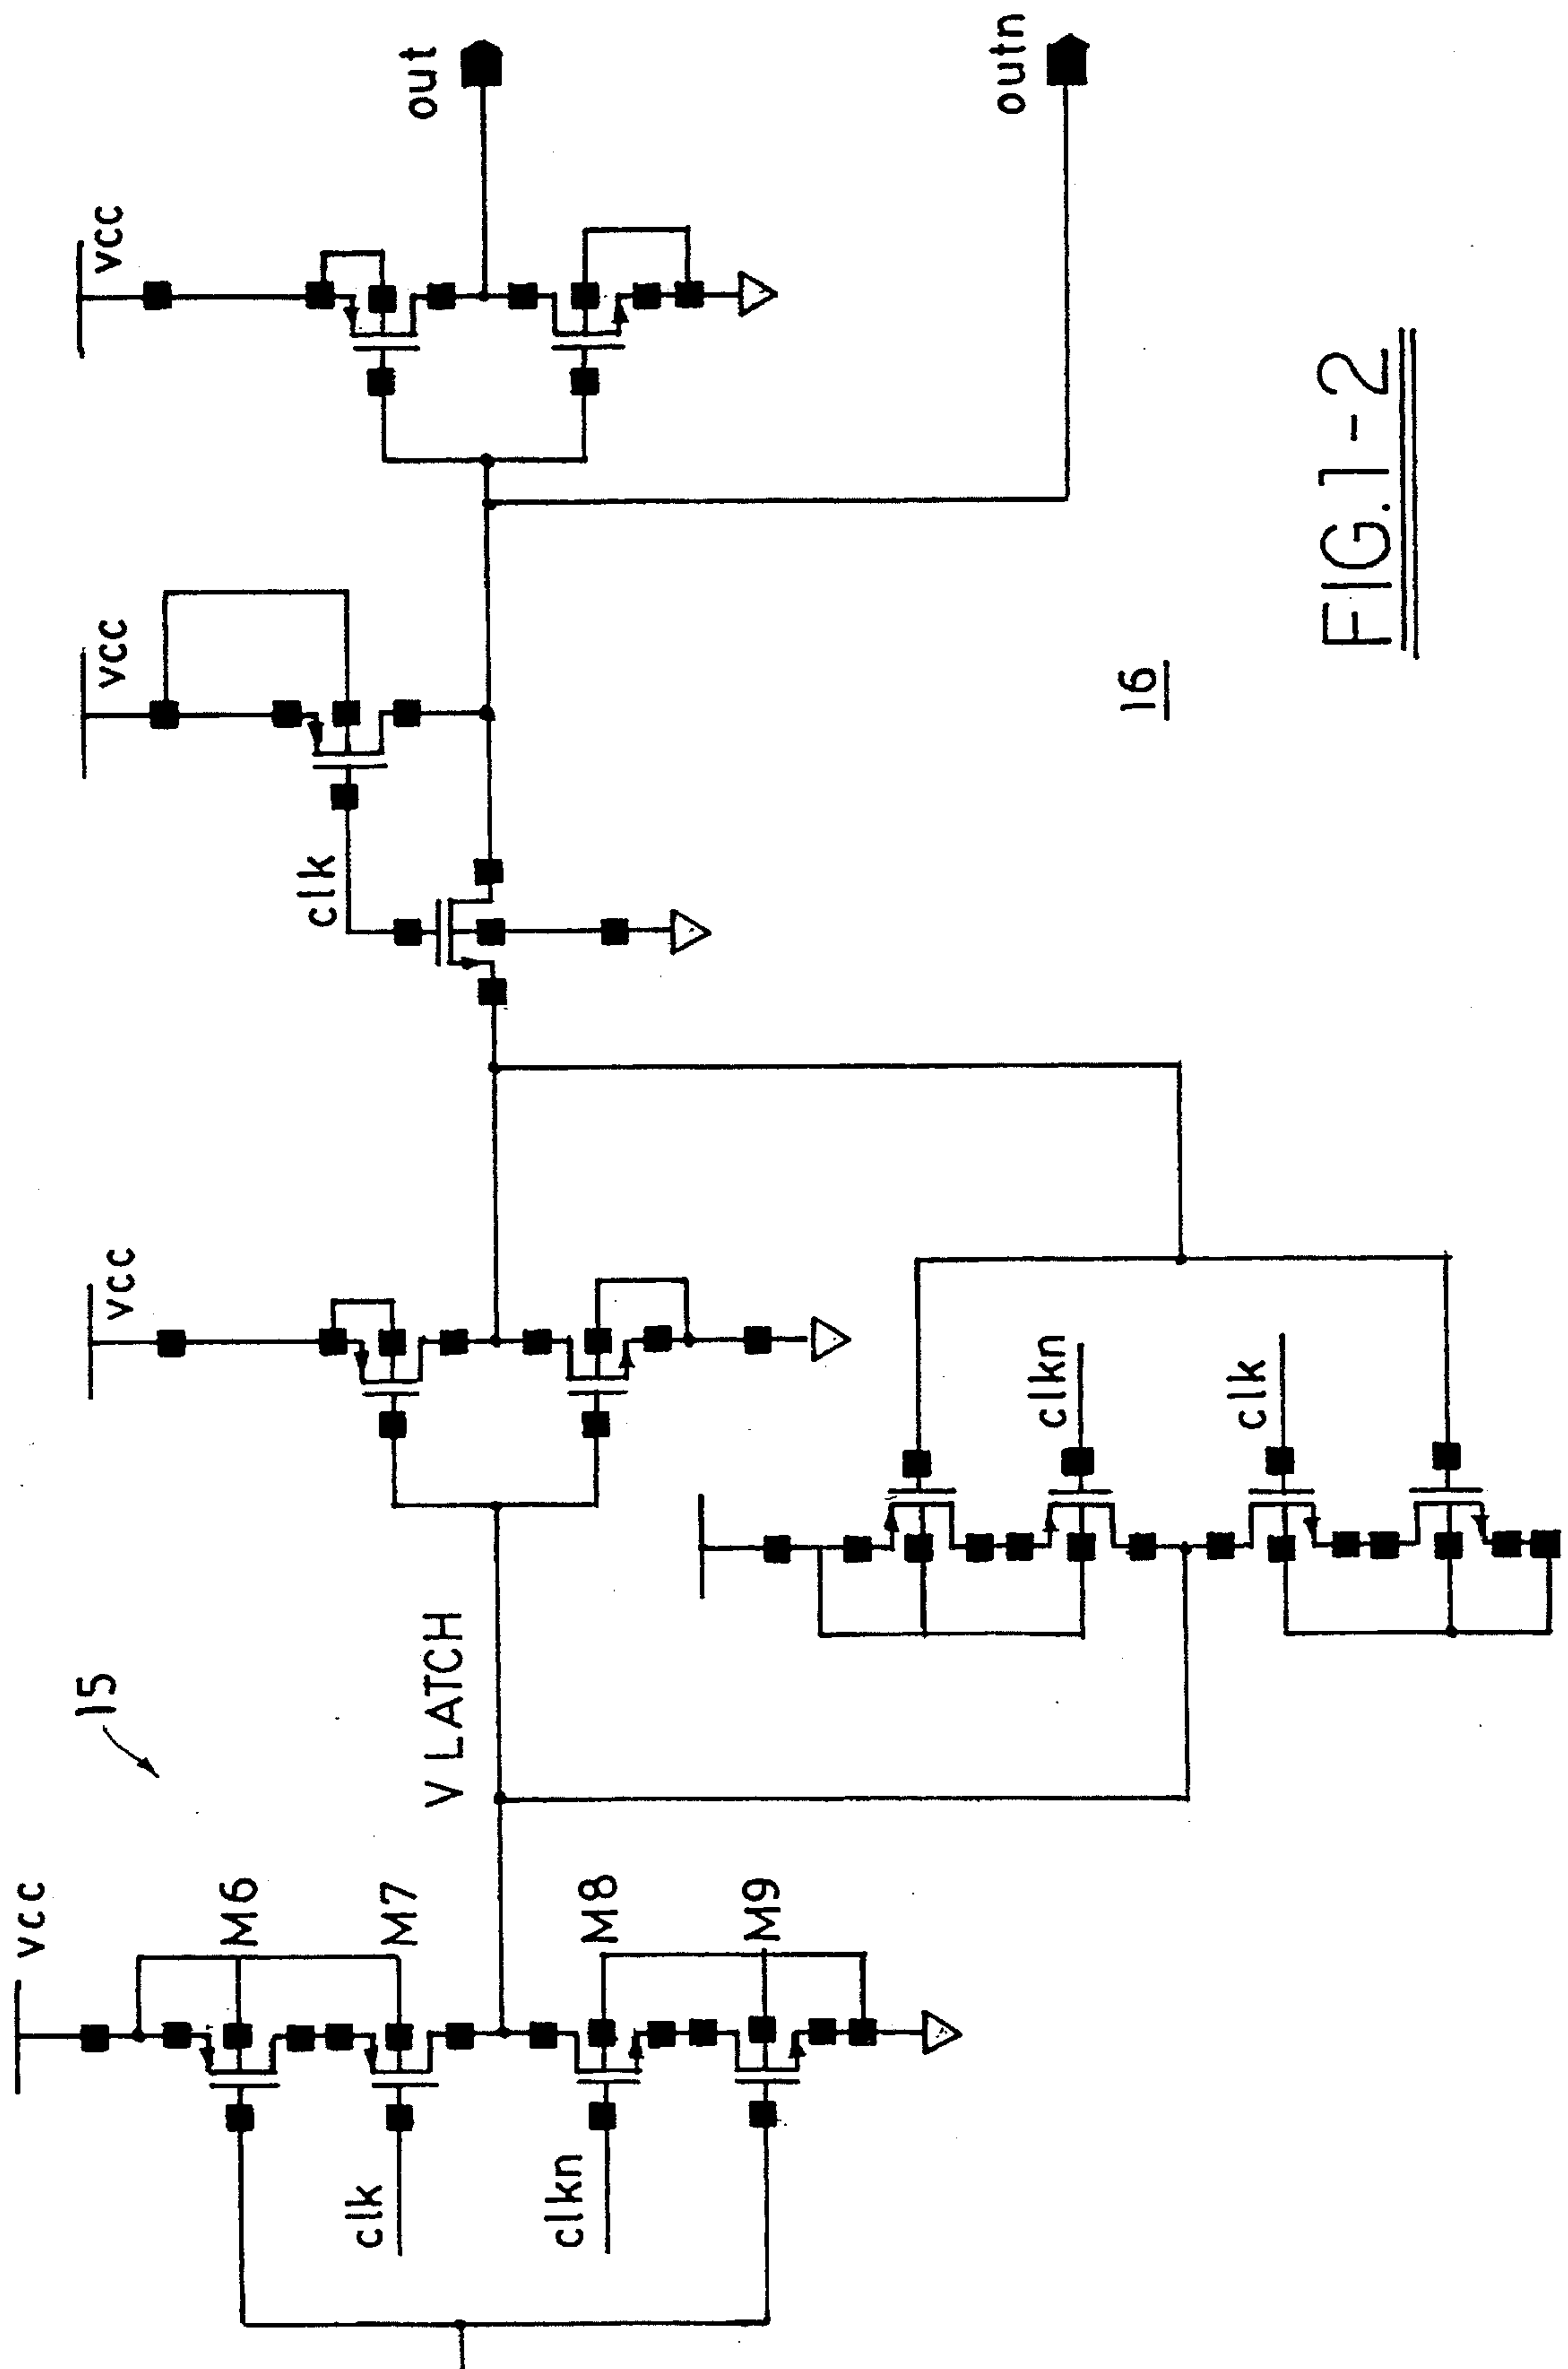 vcc
M6
M7
M8
M9
clk
clkn
15
V LATCH
vcc
clkn
clk
clk
vcc
16
vcc
out
outn
FIG.1-2